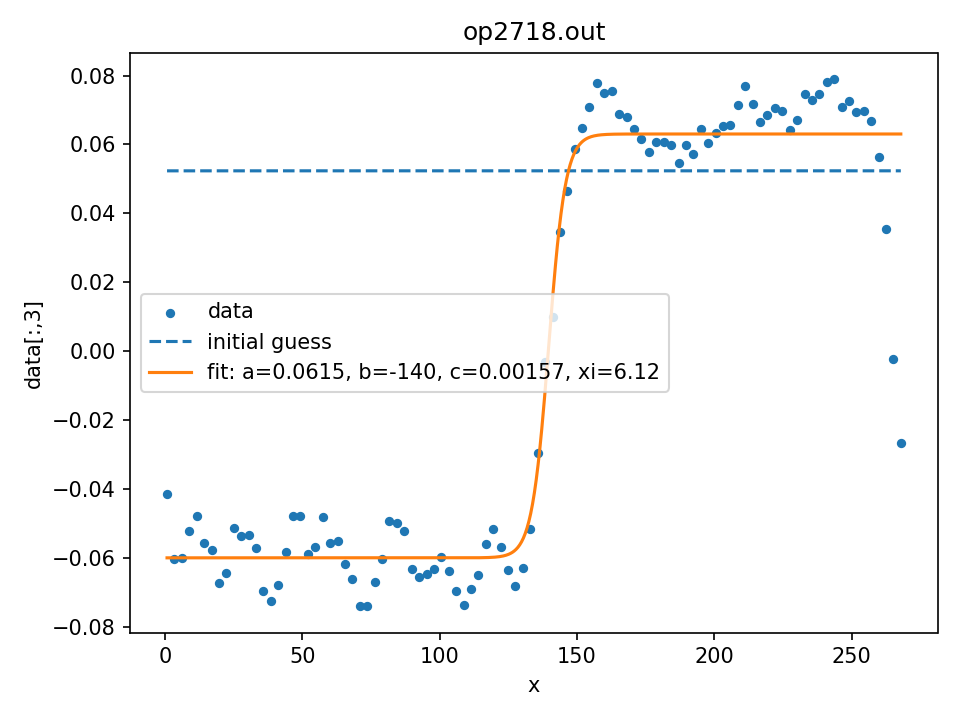 op2718.out
0.08
0.06
0.04
0.02
0.00
−0.02
−0.04
−0.06
−0.08
data[:,3]
data
initial guess
fit: a=0.0615, b=-140, c=0.00157, xi=6.12
0 50 100 150 200 250
x